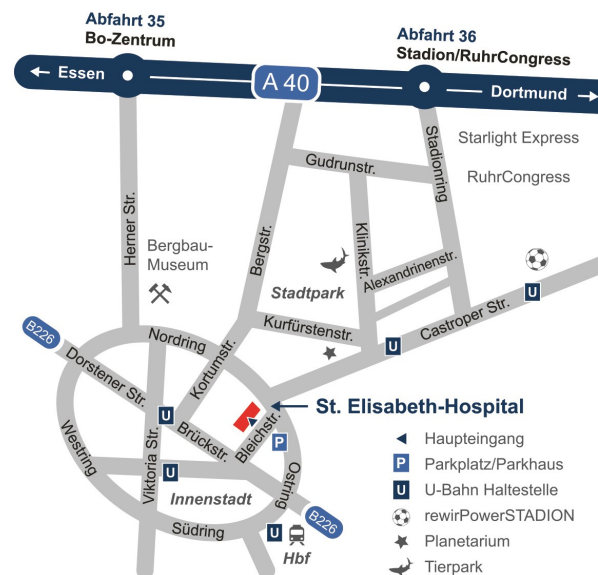 Abfahrt 35
Bo-Zentrum
Abfahrt 36
Stadion/RuhrCongress
← Essen
A 40
Dortmund →
Starlight Express
RuhrCongress
Gudrunstr.
Stadionring
Herner Str.
Bergstr.
Klinikstr.
Bergbau-
Museum
Alexandrinenstr.
Stadtpark
U
Castroper Str.
Kurfürstenstr.
U
B226
Nordring
Kortumstr.
Dorstener Str.
St. Elisabeth-Hospital
U
Brückstr.
Bleichstr.
P
Westring
Viktoria Str.
U
Innenstadt
Ostring
B226
Südring
U
Hbf
Haupteingang
P Parkplatz/Parkhaus
U U-Bahn Haltestelle
rewirPowerSTADION
Planetarium
Tierpark